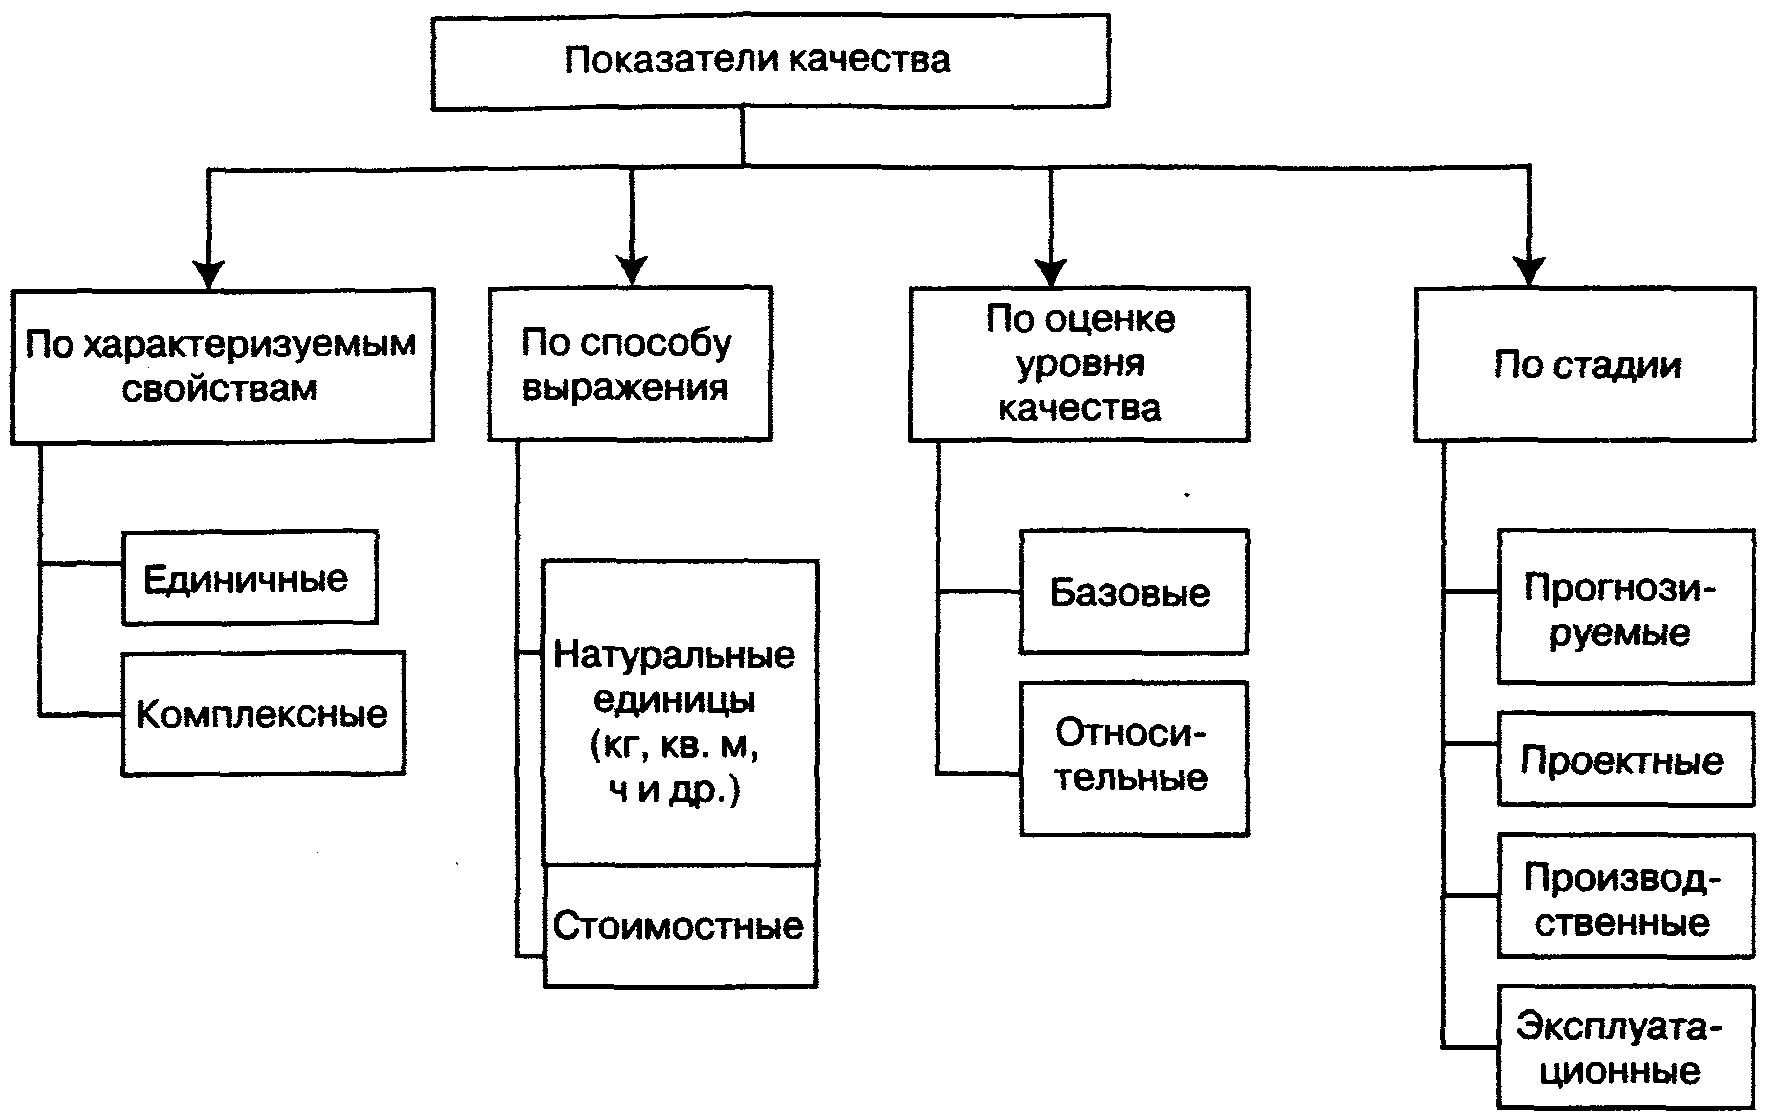 Показатели качества
По характеризуемым
свойствам
Единичные
Комплексные
По способу
выражения
Натуральные
единицы
(кг, кв. м,
ч и др.)
Стоимостные
По оценке
уровня
качества
Базовые
Относи-
тельные
По стадии
Прогнози-
руемые
Проектные
Производ-
ственные
Эксплуата-
ционные